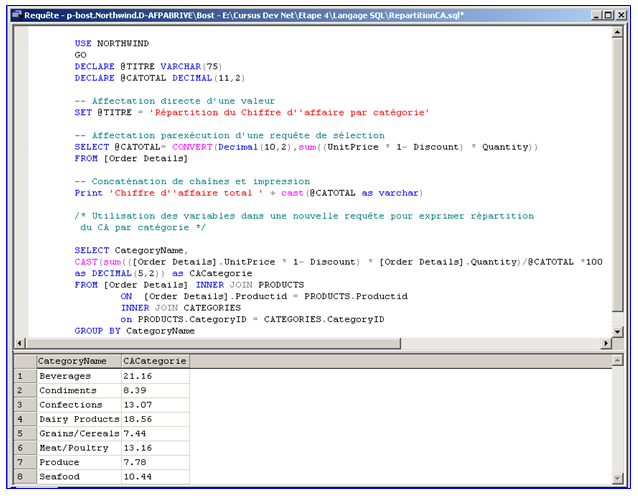 Requête - p-bost.Northwind.D-AFPABRIVE\Bost - E:\Cursus Dev Net\Etape 4\Langage SQL\RepartitionCA.sql*
USE NORTHWIND
GO
DECLARE @TITRE VARCHAR(75)
DECLARE @CATOTAL DECIMAL(11,2)
-- Affectation directe d'une valeur
SET @TITRE = 'Répartition du Chiffre d''affaire par catégorie'
-- Affectation parexécution d'une requête de sélection
SELECT @CATOTAL= CONVERT(Decimal(10,2),sum((UnitPrice * 1- Discount) * Quantity))
FROM [Order Details]
-- Concaténation de chaînes et impression
Print 'Chiffre d''affaire total ' + cast(@CATOTAL as varchar)
/* Utilisation des variables dans une nouvelle requête pour exprimer répartition
du CA par catégorie */
SELECT CategoryName,
CAST(sum(([Order Details].UnitPrice * 1- Discount) * [Order Details].Quantity)/@CATOTAL *100
as DECIMAL(5,2)) as CACategorie
FROM [Order Details] INNER JOIN PRODUCTS
ON [Order Details].Productid = PRODUCTS.Productid
INNER JOIN CATEGORIES
on PRODUCTS.CategoryID = CATEGORIES.CategoryID
GROUP BY CategoryName
CategoryName CACategorie
1 Beverages 21.16
2 Condiments 8.39
3 Confections 13.07
4 Dairy Products 18.56
5 Grains/Cereals 7.44
6 Meat/Poultry 13.16
7 Produce 7.78
8 Seafood 10.44